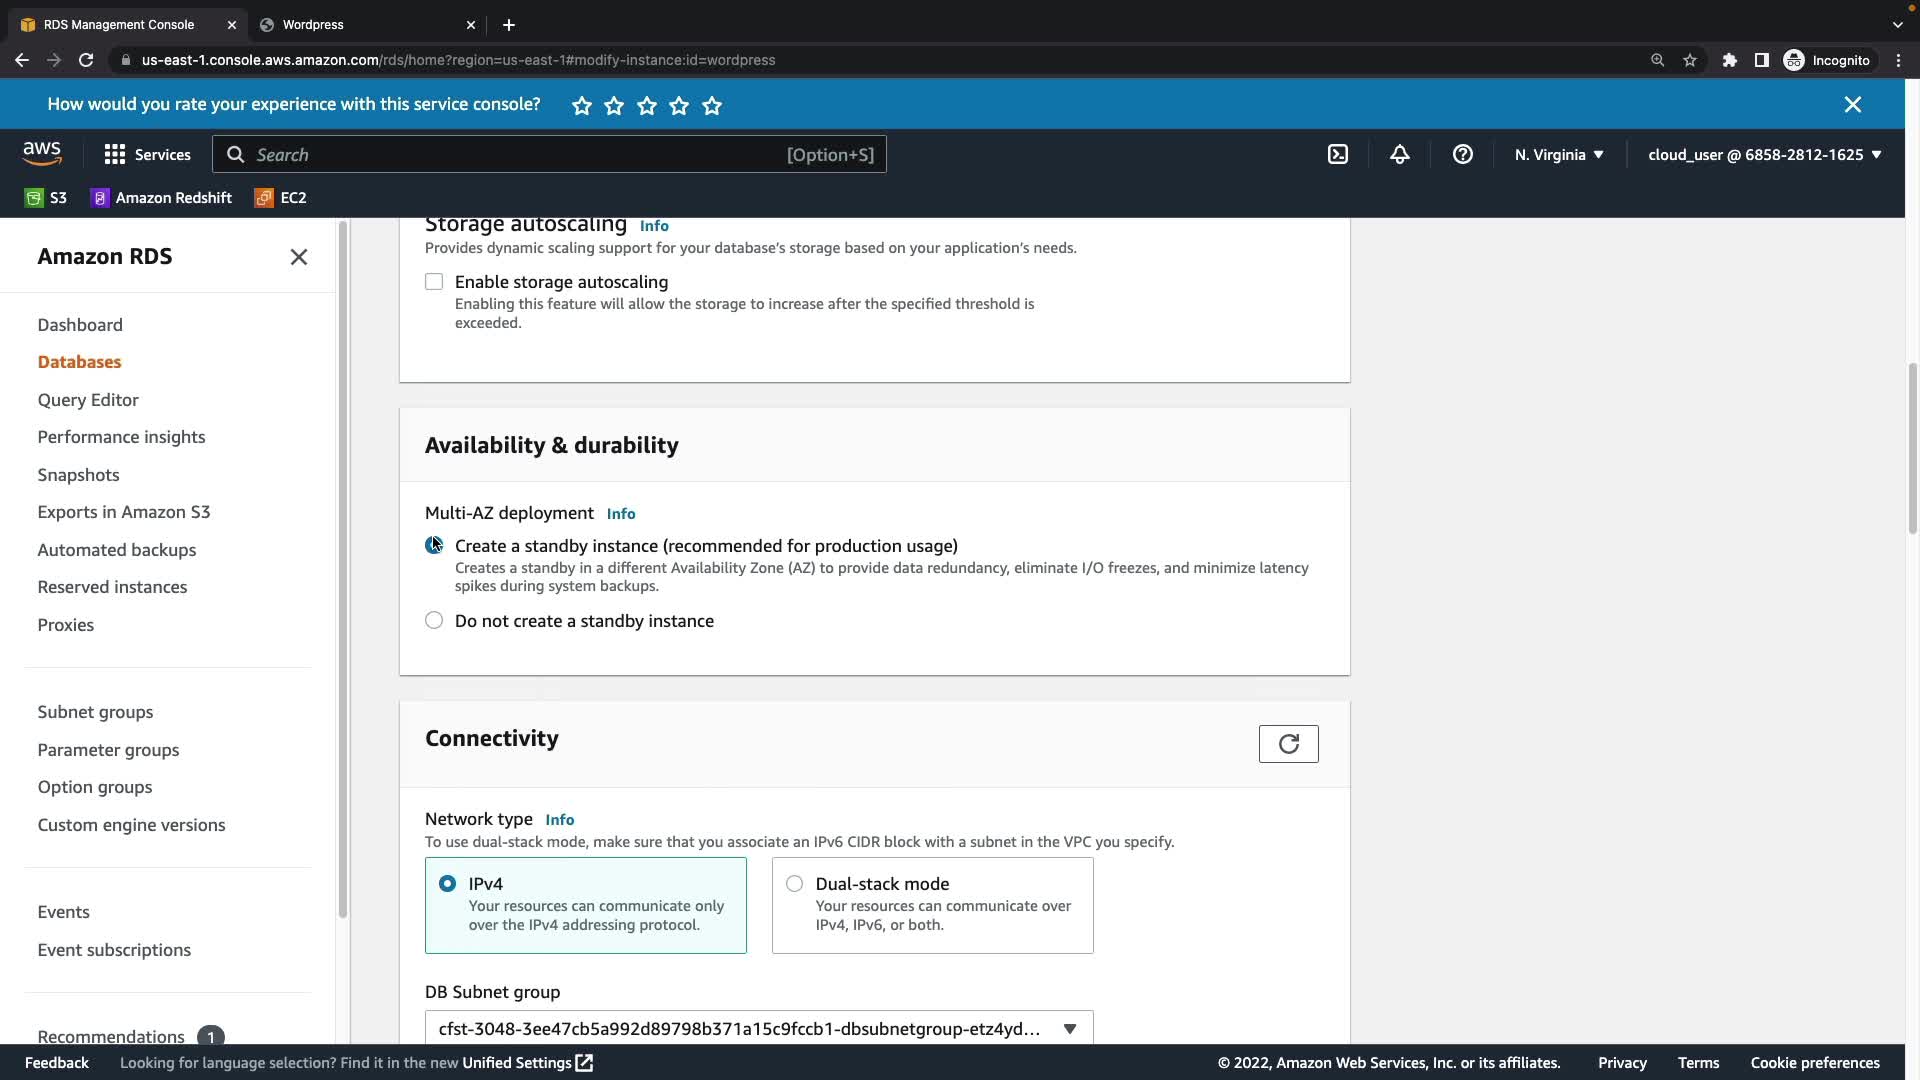 RDS Management Console
Wordpress
us-east-1.console.aws.amazon.com/rds/home?region=us-east-1#modify-instance:id=wordpress
Incognito
How would you rate your experience with this service console?
aws
Services
Search
[Option+S]
N. Virginia
cloud_user @ 6858-2812-1625
S3
Amazon Redshift
EC2
Amazon RDS
Dashboard
Databases
Query Editor
Performance insights
Snapshots
Exports in Amazon S3
Automated backups
Reserved instances
Proxies
Subnet groups
Parameter groups
Option groups
Custom engine versions
Events
Event subscriptions
Recommendations 1
Storage autoscaling Info
Provides dynamic scaling support for your database's storage based on your application's needs.
Enable storage autoscaling
Enabling this feature will allow the storage to increase after the specified threshold is
exceeded.
Availability & durability
Multi-AZ deployment Info
Create a standby instance (recommended for production usage)
Creates a standby in a different Availability Zone (AZ) to provide data redundancy, eliminate I/O freezes, and minimize latency
spikes during system backups.
Do not create a standby instance
Connectivity
Network type Info
To use dual-stack mode, make sure that you associate an IPv6 CIDR block with a subnet in the VPC you specify.
IPv4
Your resources can communicate only
over the IPv4 addressing protocol.
Dual-stack mode
Your resources can communicate over
IPv4, IPv6, or both.
DB Subnet group
cfst-3048-3ee47cb5a992d89798b371a15c9fccb1-dbsubnetgroup-etz4yd...
Feedback
Looking for language selection? Find it in the new Unified Settings
© 2022, Amazon Web Services, Inc. or its affiliates.
Privacy
Terms
Cookie preferences